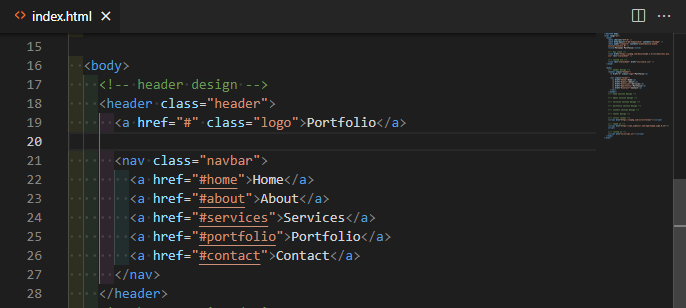 index.html
15
16 <body>
17 <!-- header design -->
18 <header class="header">
19 <a href="#" class="logo">Portfolio</a>
20
21 <nav class="navbar">
22 <a href="#home">Home</a>
23 <a href="#about">About</a>
24 <a href="#services">Services</a>
25 <a href="#portfolio">Portfolio</a>
26 <a href="#contact">Contact</a>
27 </nav>
28 </header>